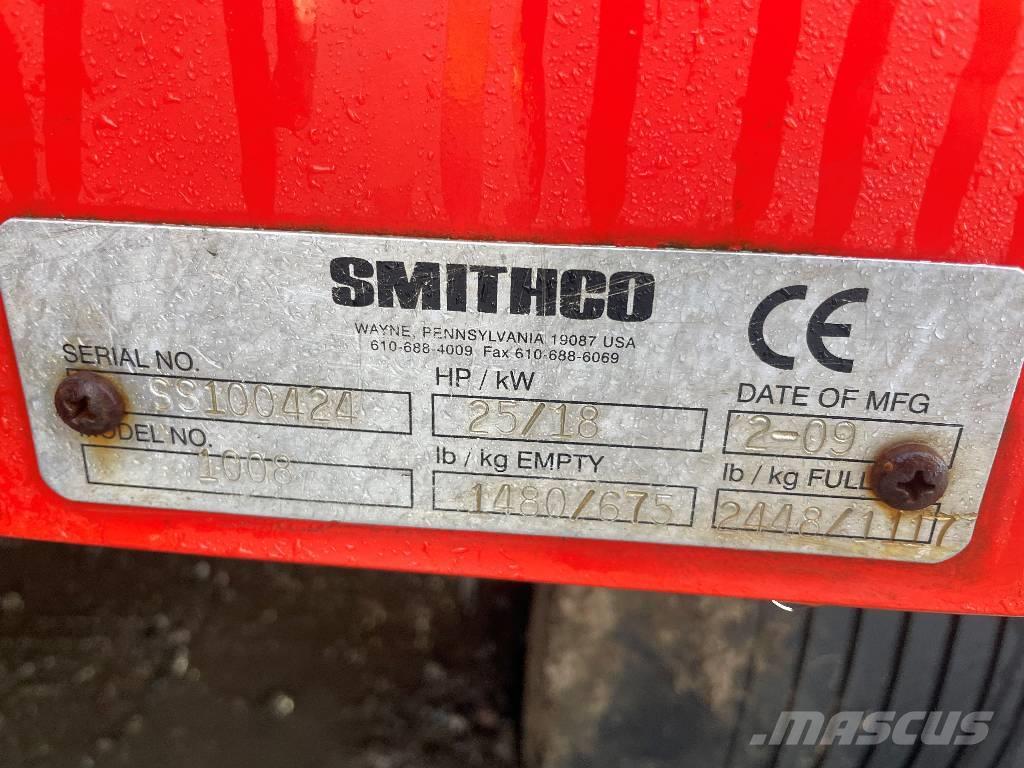 SMITHCO
CE
WAYNE, PENNSYLVANIA 19087 USA
610-688-4009 Fax 610-688-6069
SERIAL NO.
SS100424
HP / kW
25/18
DATE OF MFG
2-09
MODEL NO.
1008
lb / kg EMPTY
1480/675
lb / kg FULL
2448/1117
MASCUS